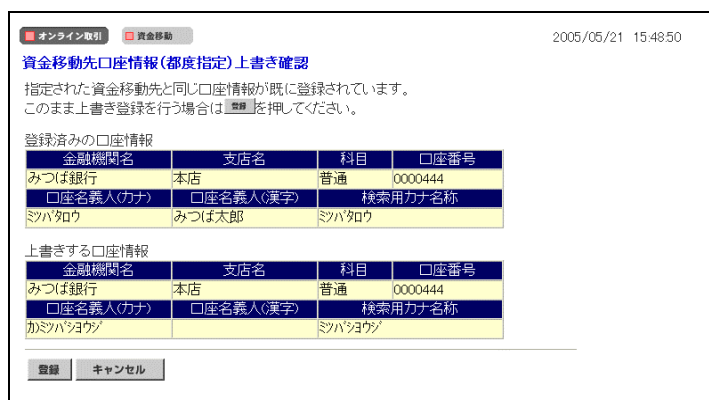 オンライン取引 資金移動 2005/05/21 15:48:50
資金移動先口座情報(都度指定)上書き確認
指定された資金移動先と同じ口座情報が既に登録されています。
このまま上書き登録を行う場合は 登録 を押してください。
登録済みの口座情報
金融機関名 支店名 科目 口座番号
みつば銀行 本店 普通 0000444
口座名義人(カナ) 口座名義人(漢字) 検索用カナ名称
ミツバタロウ みつば太郎 ミツバタロウ
上書きする口座情報
金融機関名 支店名 科目 口座番号
みつば銀行 本店 普通 0000444
口座名義人(カナ) 口座名義人(漢字) 検索用カナ名称
カ)ミツバシヨウジ ミツバシヨウジ
登録 キャンセル